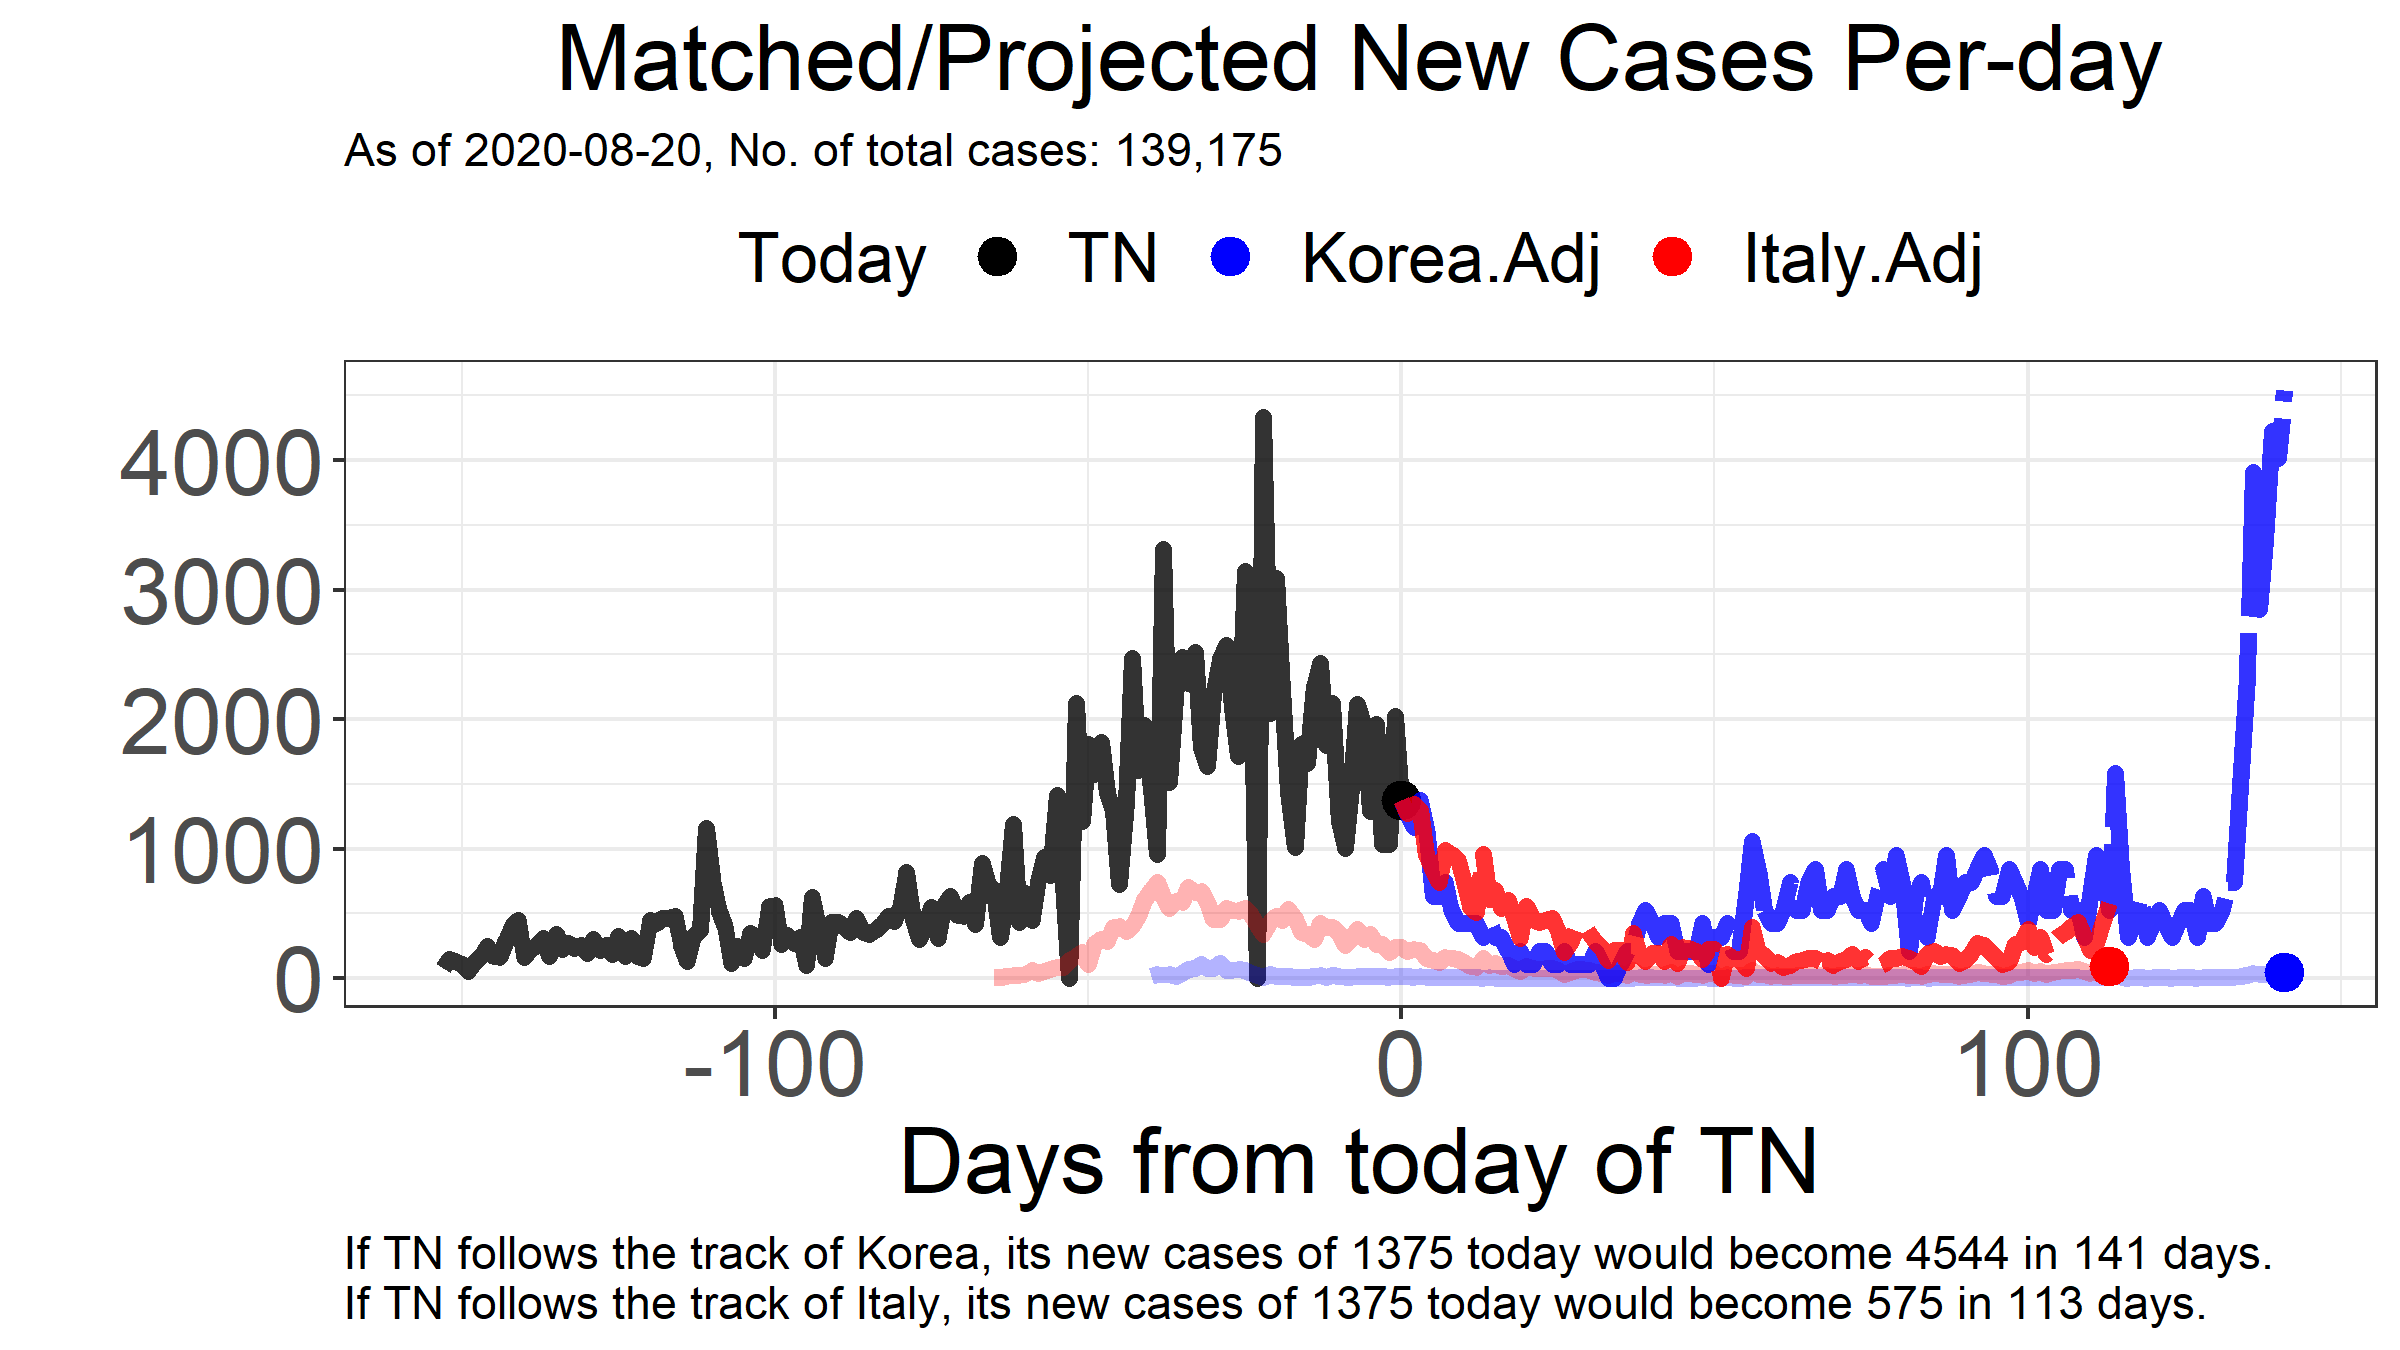 Matched/Projected New Cases Per-day
As of 2020-08-20, No. of total cases: 139,175
Today TN Korea.Adj Italy.Adj
4000
3000
2000
1000
0
-100 0 100
Days from today of TN
If TN follows the track of Korea, its new cases of 1375 today would become 4544 in 141 days.
If TN follows the track of Italy, its new cases of 1375 today would become 575 in 113 days.